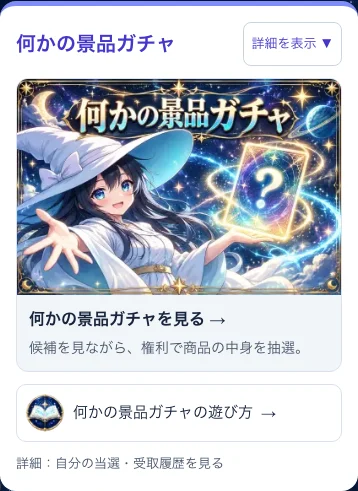 何かの景品ガチャ
詳細を表示 ▼
何かの景品ガチャ
?
何かの景品ガチャを見る →
候補を見ながら、権利で商品の中身を抽選。
何かの景品ガチャの遊び方 →
詳細：自分の当選・受取履歴を見る